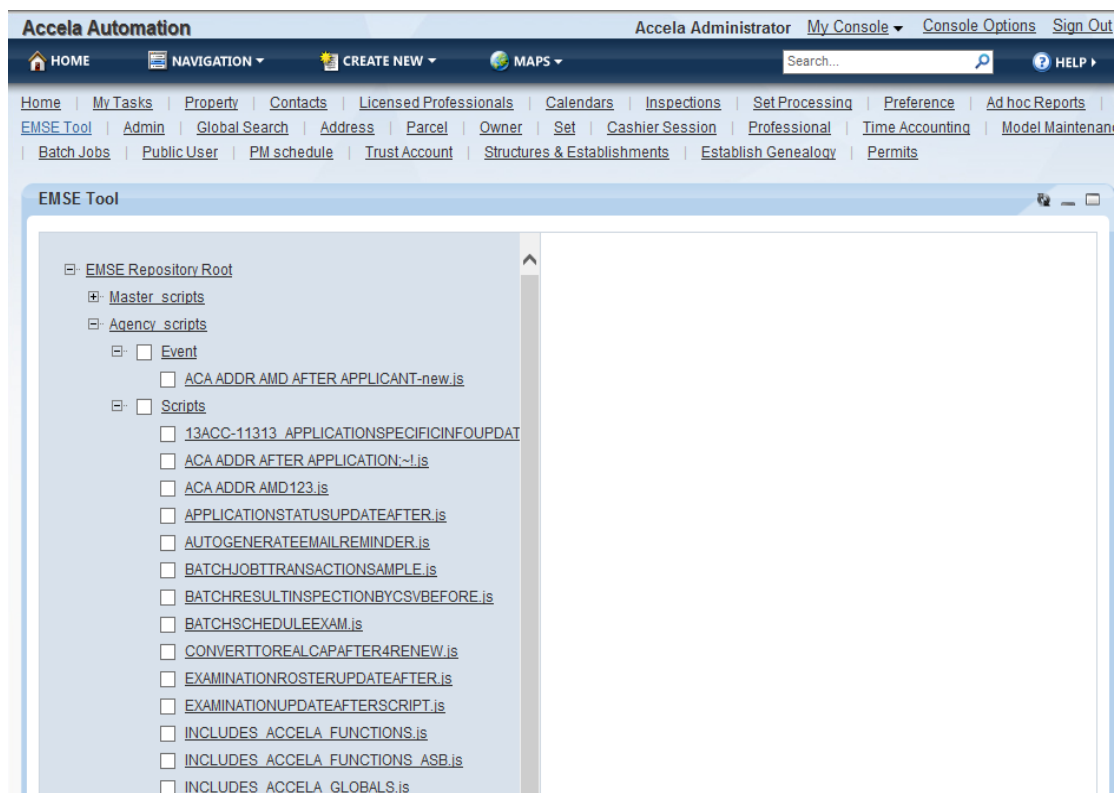 Accela Automation Accela Administrator My Console Console Options Sign Out
HOME NAVIGATION CREATE NEW MAPS Search... HELP
Home | My Tasks | Property | Contacts | Licensed Professionals | Calendars | Inspections | Set Processing | Preference | Ad hoc Reports |
EMSE Tool | Admin | Global Search | Address | Parcel | Owner | Set | Cashier Session | Professional | Time Accounting | Model Maintenan
| Batch Jobs | Public User | PM schedule | Trust Account | Structures & Establishments | Establish Genealogy | Permits
EMSE Tool
EMSE Repository Root
Master_scripts
Agency_scripts
Event
ACA ADDR AMD AFTER APPLICANT-new.js
Scripts
13ACC-11313_APPLICATIONSPECIFICINFOUPDAT
ACA ADDR AFTER APPLICATION;~!.js
ACA ADDR AMD123.js
APPLICATIONSTATUSUPDATEAFTER.js
AUTOGENERATEEMAILREMINDER.js
BATCHJOBTTRANSACTIONSAMPLE.js
BATCHRESULTINSPECTIONBYCSVBEFORE.js
BATCHSCHEDULEEXAM.js
CONVERTTOREALCAPAFTER4RENEW.js
EXAMINATIONROSTERUPDATEAFTER.js
EXAMINATIONUPDATEAFTERSCRIPT.js
INCLUDES_ACCELA_FUNCTIONS.js
INCLUDES_ACCELA_FUNCTIONS_ASB.js
INCLUDES_ACCELA_GLOBALS.js